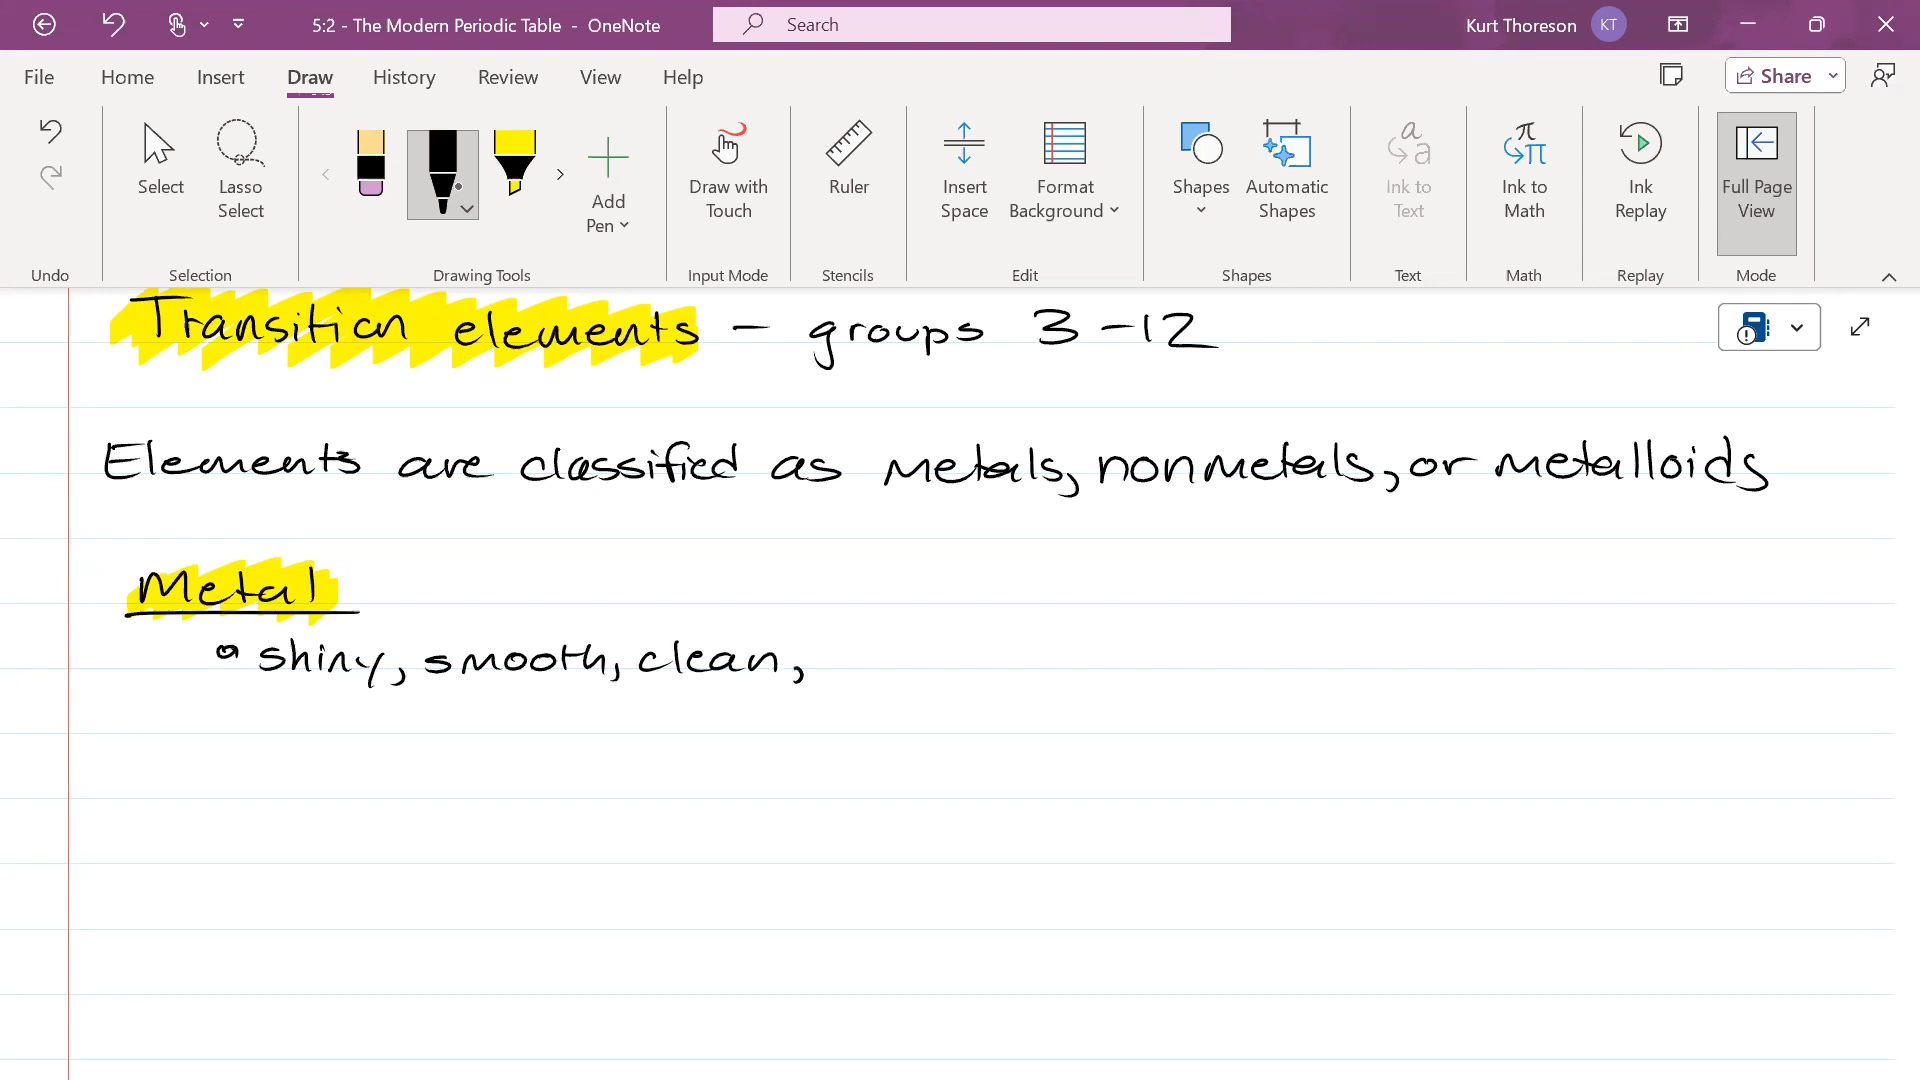 5:2 - The Modern Periodic Table - OneNote
Search
Kurt Thoreson KT
File Home Insert Draw History Review View Help
Share
Select
Lasso Select
Add Pen
Draw with Touch
Ruler
Insert Space
Format Background
Shapes
Automatic Shapes
Ink to Text
Ink to Math
Ink Replay
Full Page View
Undo Selection Drawing Tools Input Mode Stencils Edit Shapes Text Math Replay Mode
Transition elements - groups 3-12
Elements are classified as metals, nonmetals, or metalloids
Metal
• shiny, smooth, clean,